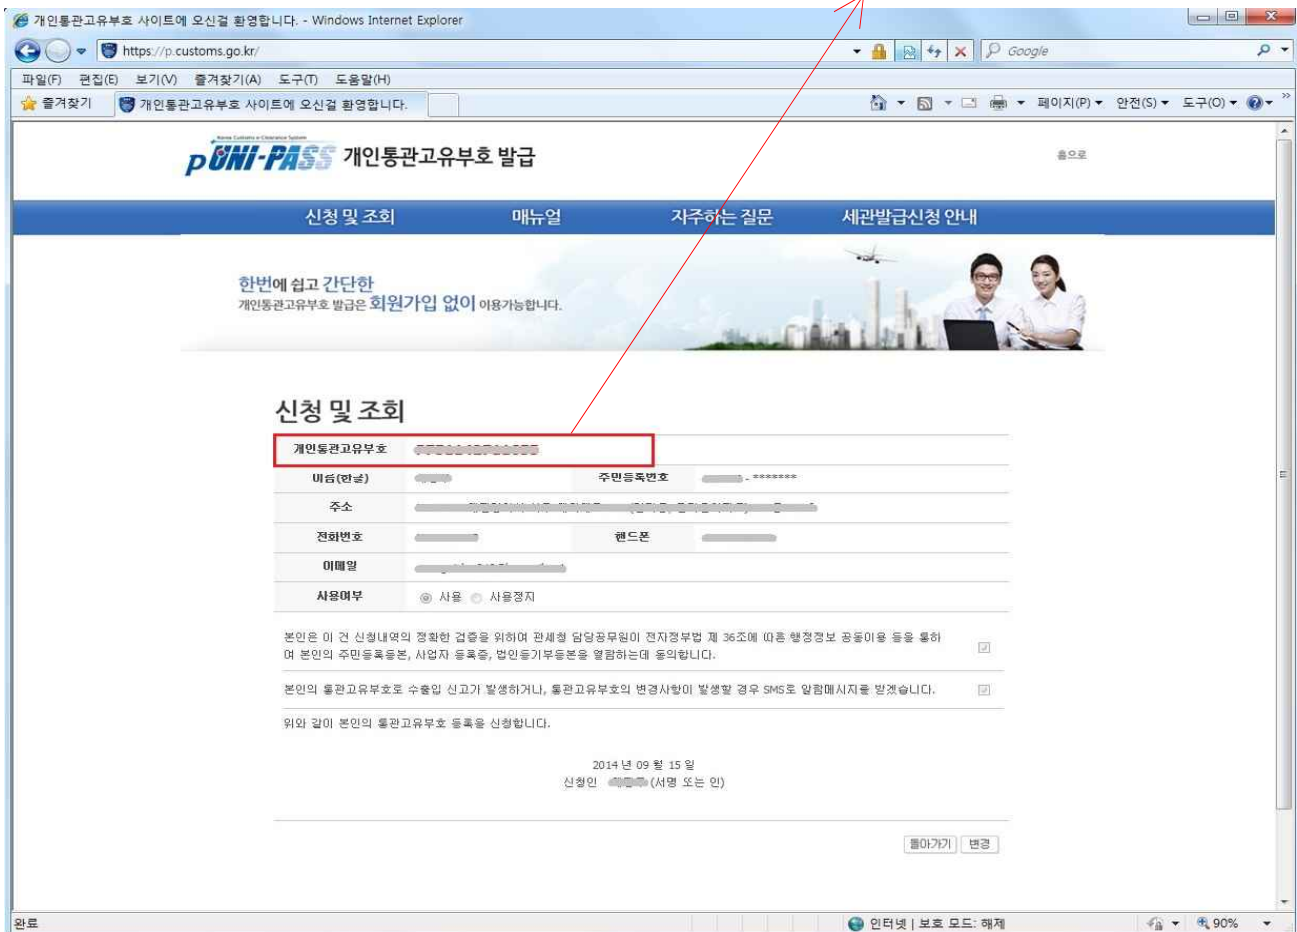 개인통관고유부호 사이트에 오신걸 환영합니다. - Windows Internet Explorer
https://p.customs.go.kr/
Google
파일(F) 편집(E) 보기(V) 즐겨찾기(A) 도구(T) 도움말(H)
즐겨찾기 개인통관고유부호 사이트에 오신걸 환영합니다. 페이지(P) 안전(S) 도구(O)
Korea Customs e-Clearance System
pUNI-PASS 개인통관고유부호 발급 홈으로
신청 및 조회 매뉴얼 자주하는 질문 세관발급신청 안내
한번에 쉽고 간단한
개인통관고유부호 발급은 회원가입 없이 이용가능합니다.
신청 및 조회
개인통관고유부호
이름(한글) 주민등록번호 - *******
주소
전화번호 핸드폰
이메일
사용여부 사용 사용정지
본인은 이 건 신청내역의 정확한 검증을 위하여 관세청 담당공무원이 전자정부법 제 36조에 따른 행정정보 공동이용 등을 통하
여 본인의 주민등록등본, 사업자 등록증, 법인등기부등본을 열람하는데 동의합니다.
본인의 통관고유부호로 수출입 신고가 발생하거나, 통관고유부호의 변경사항이 발생할 경우 SMS로 알람메시지를 받겠습니다.
위와 같이 본인의 통관고유부호 등록을 신청합니다.
2014 년 09 월 15 일
신청인 (서명 또는 인)
돌아가기 변경
완료 인터넷 | 보호 모드: 해제 90%